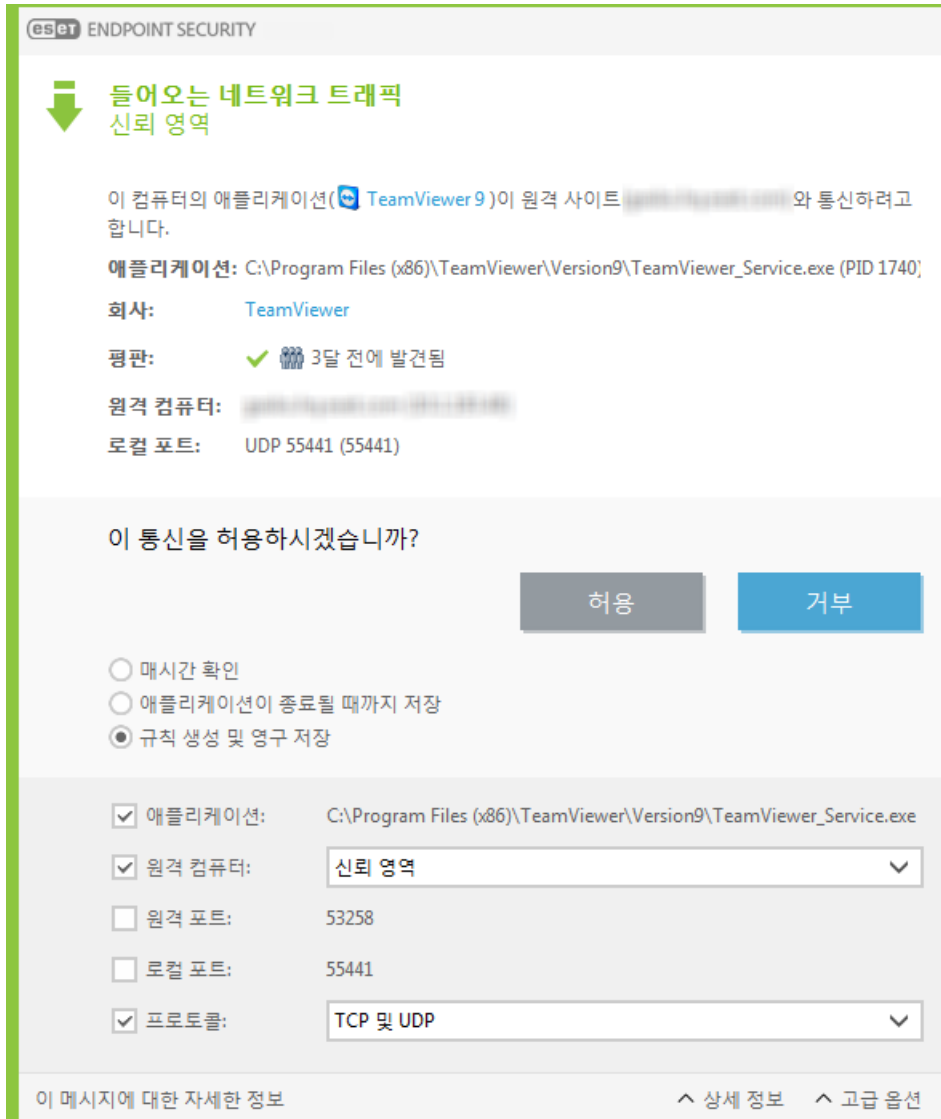 eset ENDPOINT SECURITY
들어오는 네트워크 트래픽
신뢰 영역
이 컴퓨터의 애플리케이션( TeamViewer 9 )이 원격 사이트 와 통신하려고
합니다.
애플리케이션: C:\Program Files (x86)\TeamViewer\Version9\TeamViewer_Service.exe (PID 1740)
회사: TeamViewer
평판: 3달 전에 발견됨
원격 컴퓨터:
로컬 포트: UDP 55441 (55441)
이 통신을 허용하시겠습니까?
허용 거부
매시간 확인
애플리케이션이 종료될 때까지 저장
규칙 생성 및 영구 저장
애플리케이션: C:\Program Files (x86)\TeamViewer\Version9\TeamViewer_Service.exe
원격 컴퓨터: 신뢰 영역
원격 포트: 53258
로컬 포트: 55441
프로토콜: TCP 및 UDP
이 메시지에 대한 자세한 정보 상세 정보 고급 옵션